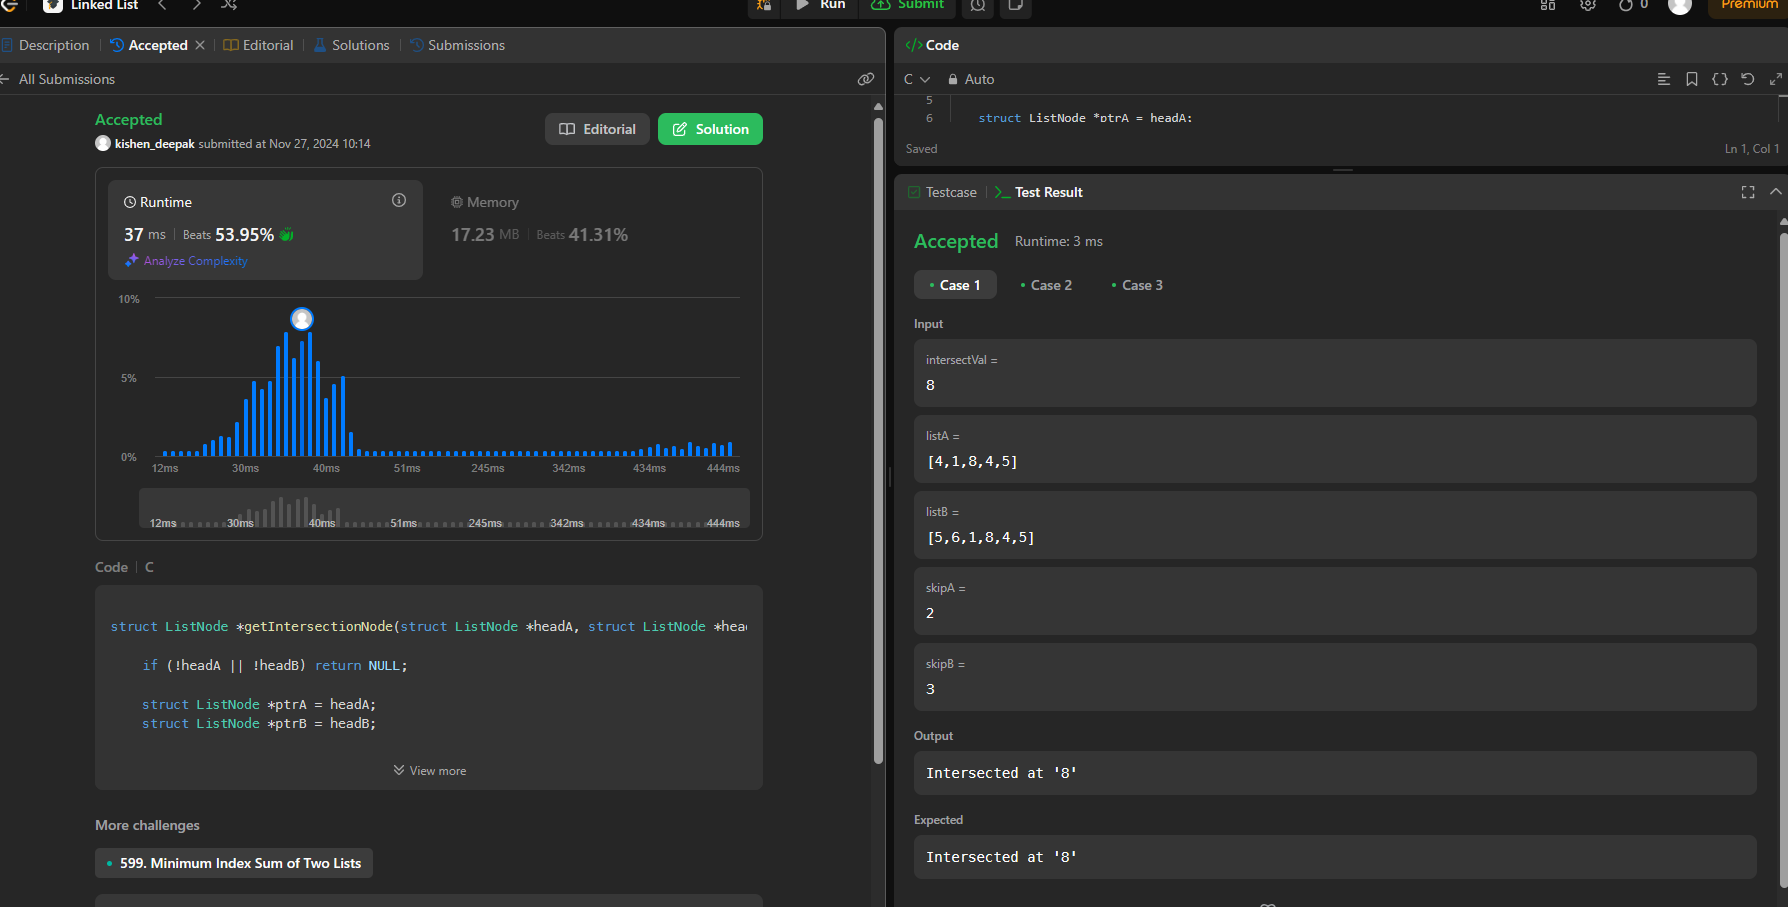 Linked List
Run
Submit
0
Premium
Description
Accepted
Editorial
Solutions
Submissions
All Submissions
Accepted
kishen_deepak submitted at Nov 27, 2024 10:14
Editorial
Solution
Runtime
37 ms
Beats 53.95%
Analyze Complexity
Memory
17.23 MB
Beats 41.31%
10%
5%
0%
12ms 30ms 40ms 51ms 245ms 342ms 434ms 444ms
12ms 30ms 40ms 51ms 245ms 342ms 434ms 444ms
Code | C
struct ListNode *getIntersectionNode(struct ListNode *headA, struct ListNode *hea
if (!headA || !headB) return NULL;
struct ListNode *ptrA = headA;
struct ListNode *ptrB = headB;
View more
More challenges
599. Minimum Index Sum of Two Lists
</> Code
C
Auto
5
6 struct ListNode *ptrA = headA;
Saved
Ln 1, Col 1
Testcase
>_ Test Result
Accepted
Runtime: 3 ms
Case 1
Case 2
Case 3
Input
intersectVal =
8
listA =
[4,1,8,4,5]
listB =
[5,6,1,8,4,5]
skipA =
2
skipB =
3
Output
Intersected at '8'
Expected
Intersected at '8'